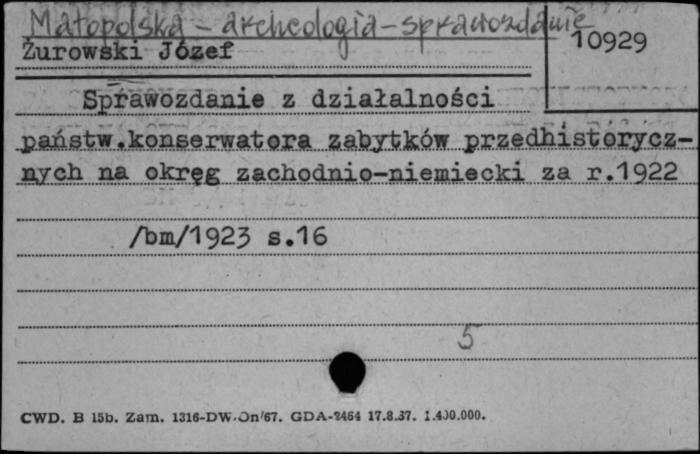 Małopolska - archeologia - sprawozdanie
10929
Żurowski Józef
Sprawozdanie z działalności
państw.konserwatora zabytków przedhistorycz-
nych na okręg zachodnio-niemiecki za r.1922
/bm/1923 s.16
5
CWD. B 15b. Zam. 1316-DW.On/67. GDA-2464 17.8.67. 1.400.000.